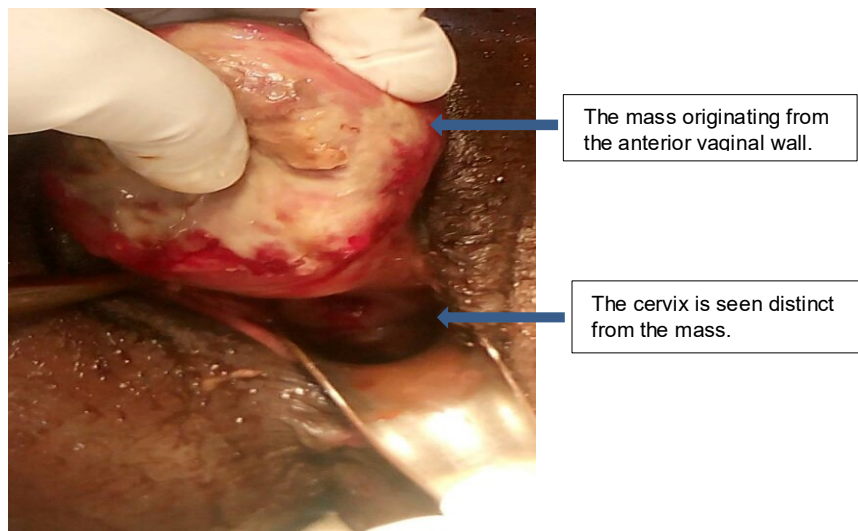 The mass originating from
the anterior vaginal wall.
The cervix is seen distinct
from the mass.